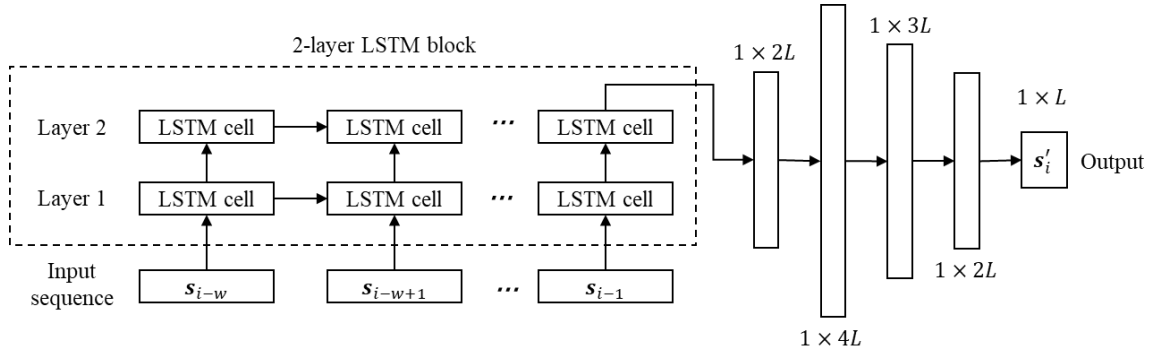 2-layer LSTM block
Layer 2 LSTM cell LSTM cell ... LSTM cell
Layer 1 LSTM cell LSTM cell ... LSTM cell
Input
sequence
s_{i-w} s_{i-w+1} ... s_{i-1}
1 × 2L
1 × 4L
1 × 3L
1 × 2L
1 × L
s'_i Output